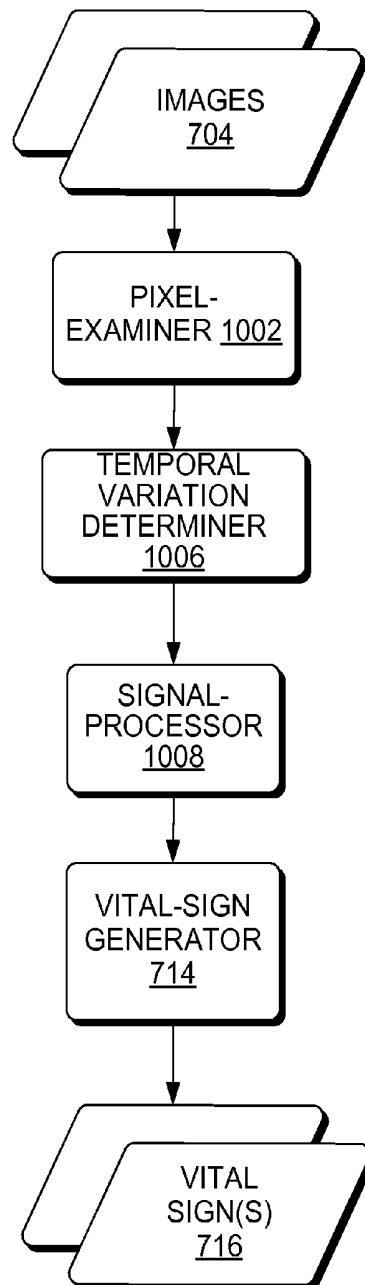 IMAGES
704
PIXEL-
EXAMINER 1002
TEMPORAL
VARIATION
DETERMINER
1006
SIGNAL-
PROCESSOR
1008
VITAL-SIGN
GENERATOR
714
VITAL
SIGN(S)
716